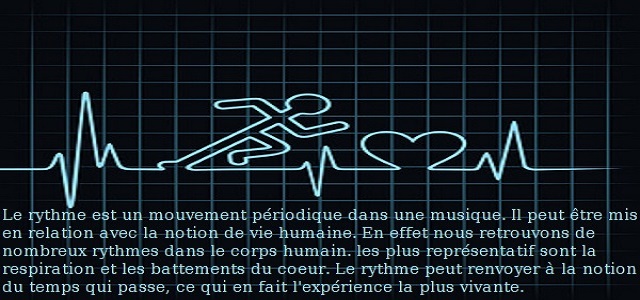 Le rythme est un mouvement périodique dans une musique. Il peut être mis
en relation avec la notion de vie humaine. En effet nous retrouvons de
nombreux rythmes dans le corps humain. les plus représentatif sont la
respiration et les battements du coeur. Le rythme peut renvoyer à la notion
du temps qui passe, ce qui en fait l'expérience la plus vivante.